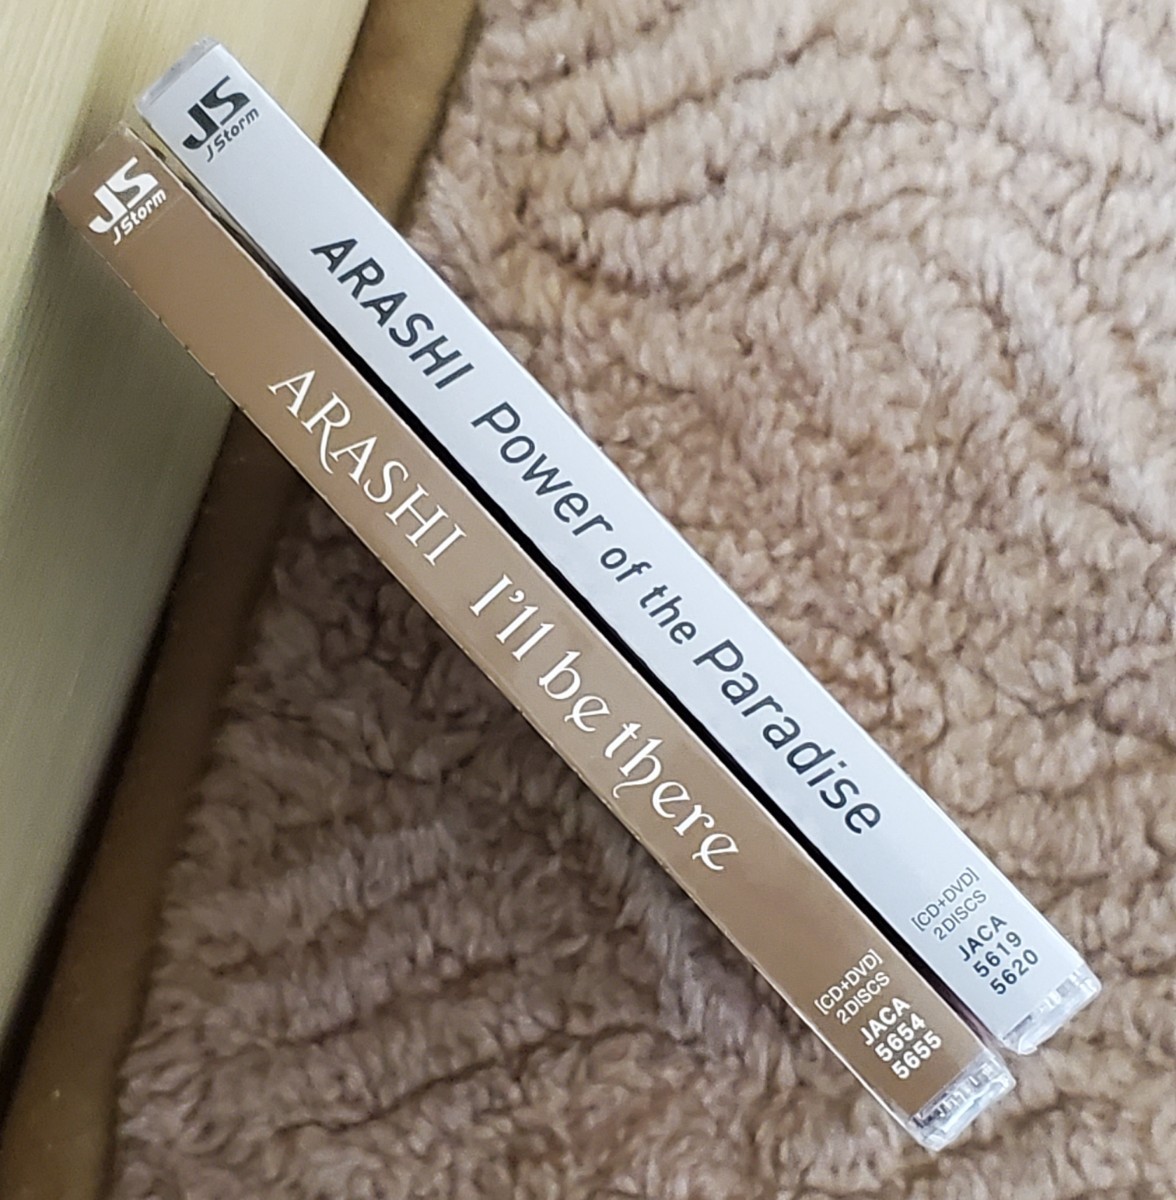 JS
J Storm
ARASHI Power of the Paradise
[CD+DVD]
2DISCS
JACA
5619
5620
JS
J Storm
ARASHI I'll be there
[CD+DVD]
2DISCS
JACA
5654
5655